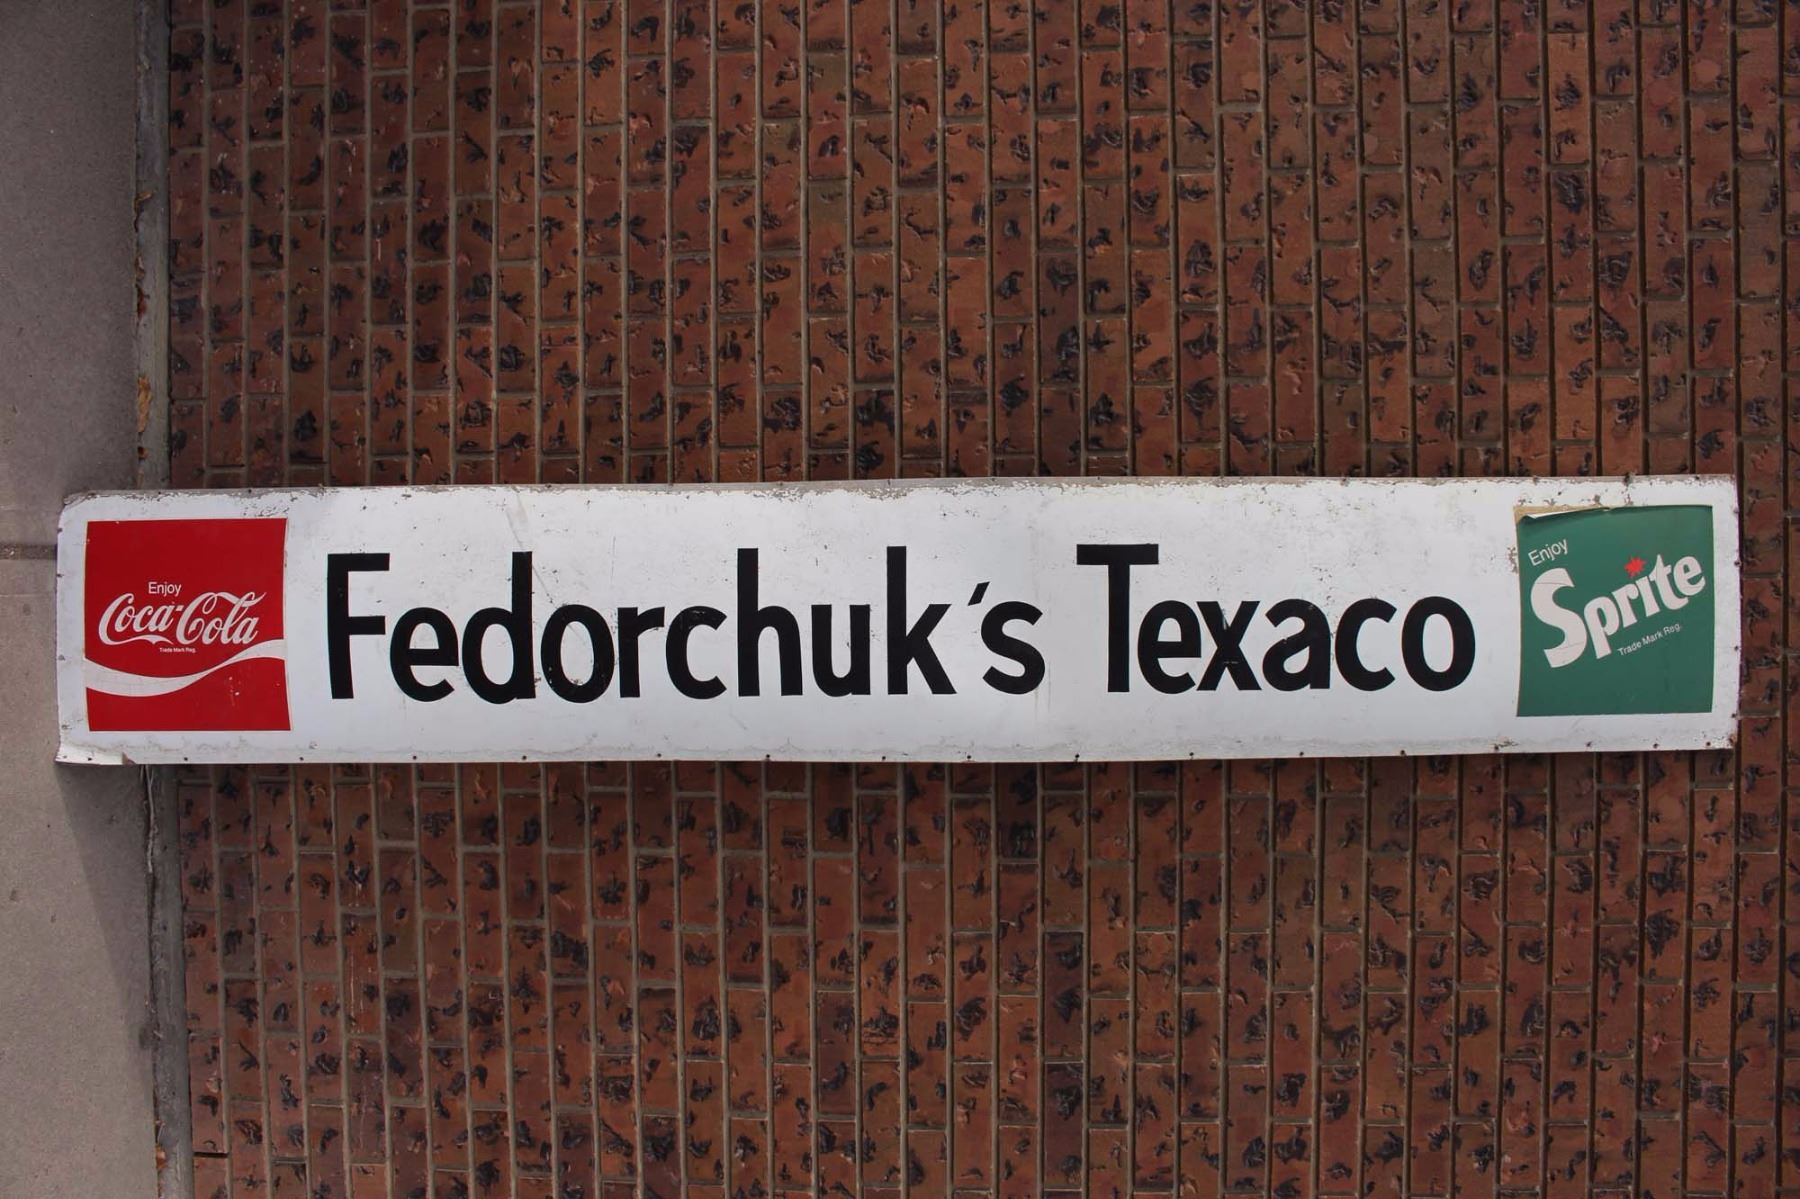 Enjoy
Coca-Cola
Trade Mark Reg.
Fedorchuk's Texaco
Enjoy
Sprite
Trade Mark Reg.